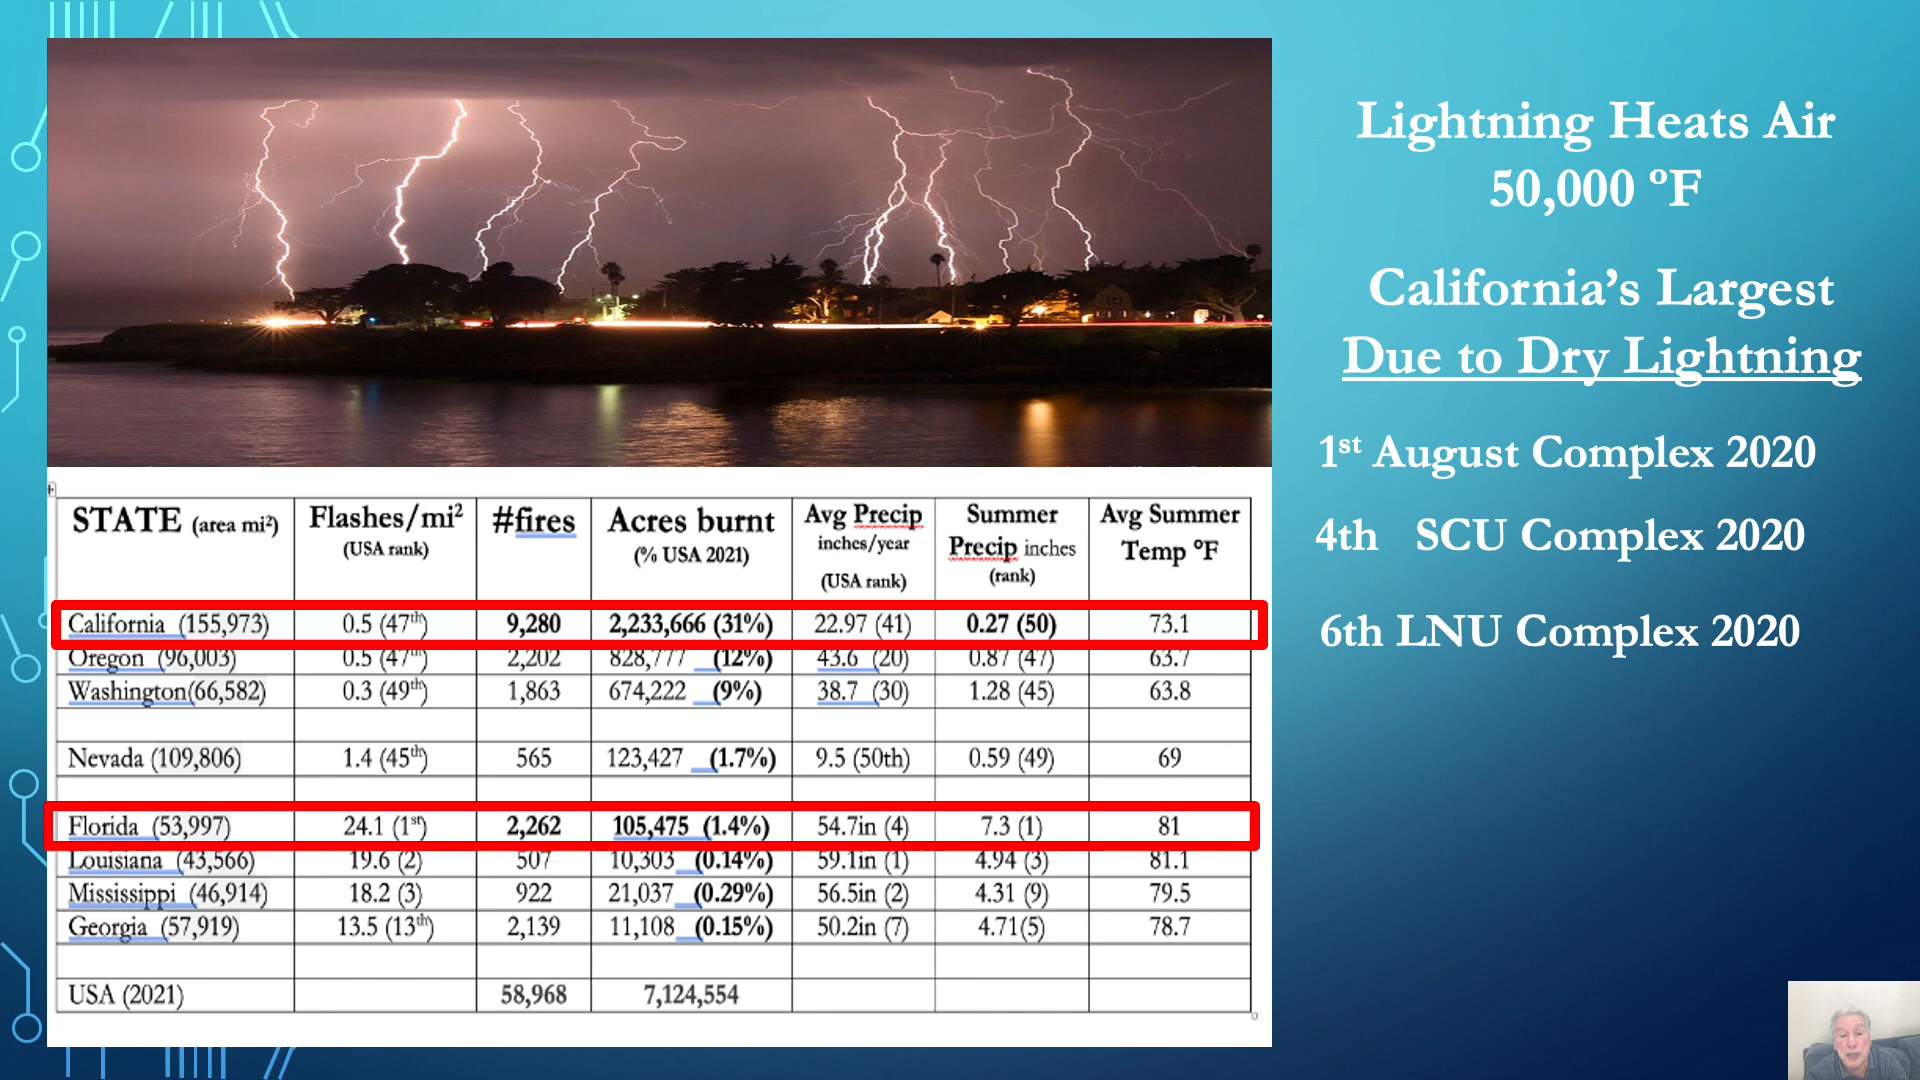 Lightning Heats Air
50,000 ºF
California’s Largest
Due to Dry Lightning
1st August Complex 2020
4th SCU Complex 2020
6th LNU Complex 2020
STATE (area mi²) Flashes/mi² (USA rank) #fires Acres burnt (% USA 2021) Avg Precip inches/year (USA rank) Summer Precip inches (rank) Avg Summer Temp ºF
California (155,973) 0.5 (47th) 9,280 2,233,666 (31%) 22.97 (41) 0.27 (50) 73.1
Oregon (96,003) 0.5 (47th) 2,202 828,777 (12%) 43.6 (20) 0.87 (47) 63.7
Washington(66,582) 0.3 (49th) 1,863 674,222 (9%) 38.7 (30) 1.28 (45) 63.8
Nevada (109,806) 1.4 (45th) 565 123,427 (1.7%) 9.5 (50th) 0.59 (49) 69
Florida (53,997) 24.1 (1st) 2,262 105,475 (1.4%) 54.7in (4) 7.3 (1) 81
Louisiana (43,566) 19.6 (2) 507 10,303 (0.14%) 59.1in (1) 4.94 (3) 81.1
Mississippi (46,914) 18.2 (3) 922 21,037 (0.29%) 56.5in (2) 4.31 (9) 79.5
Georgia (57,919) 13.5 (13th) 2,139 11,108 (0.15%) 50.2in (7) 4.71(5) 78.7
USA (2021) 58,968 7,124,554